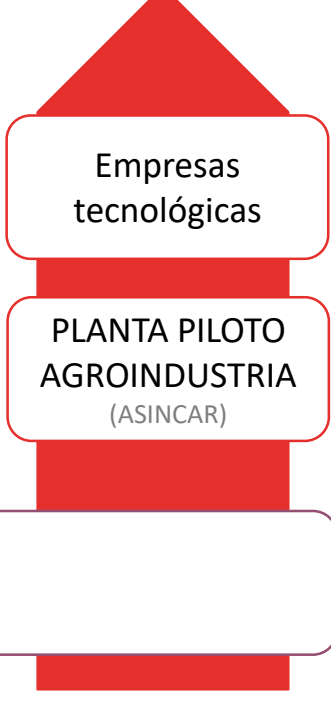 Empresas
tecnológicas
PLANTA PILOTO
AGROINDUSTRIA
(ASINCAR)